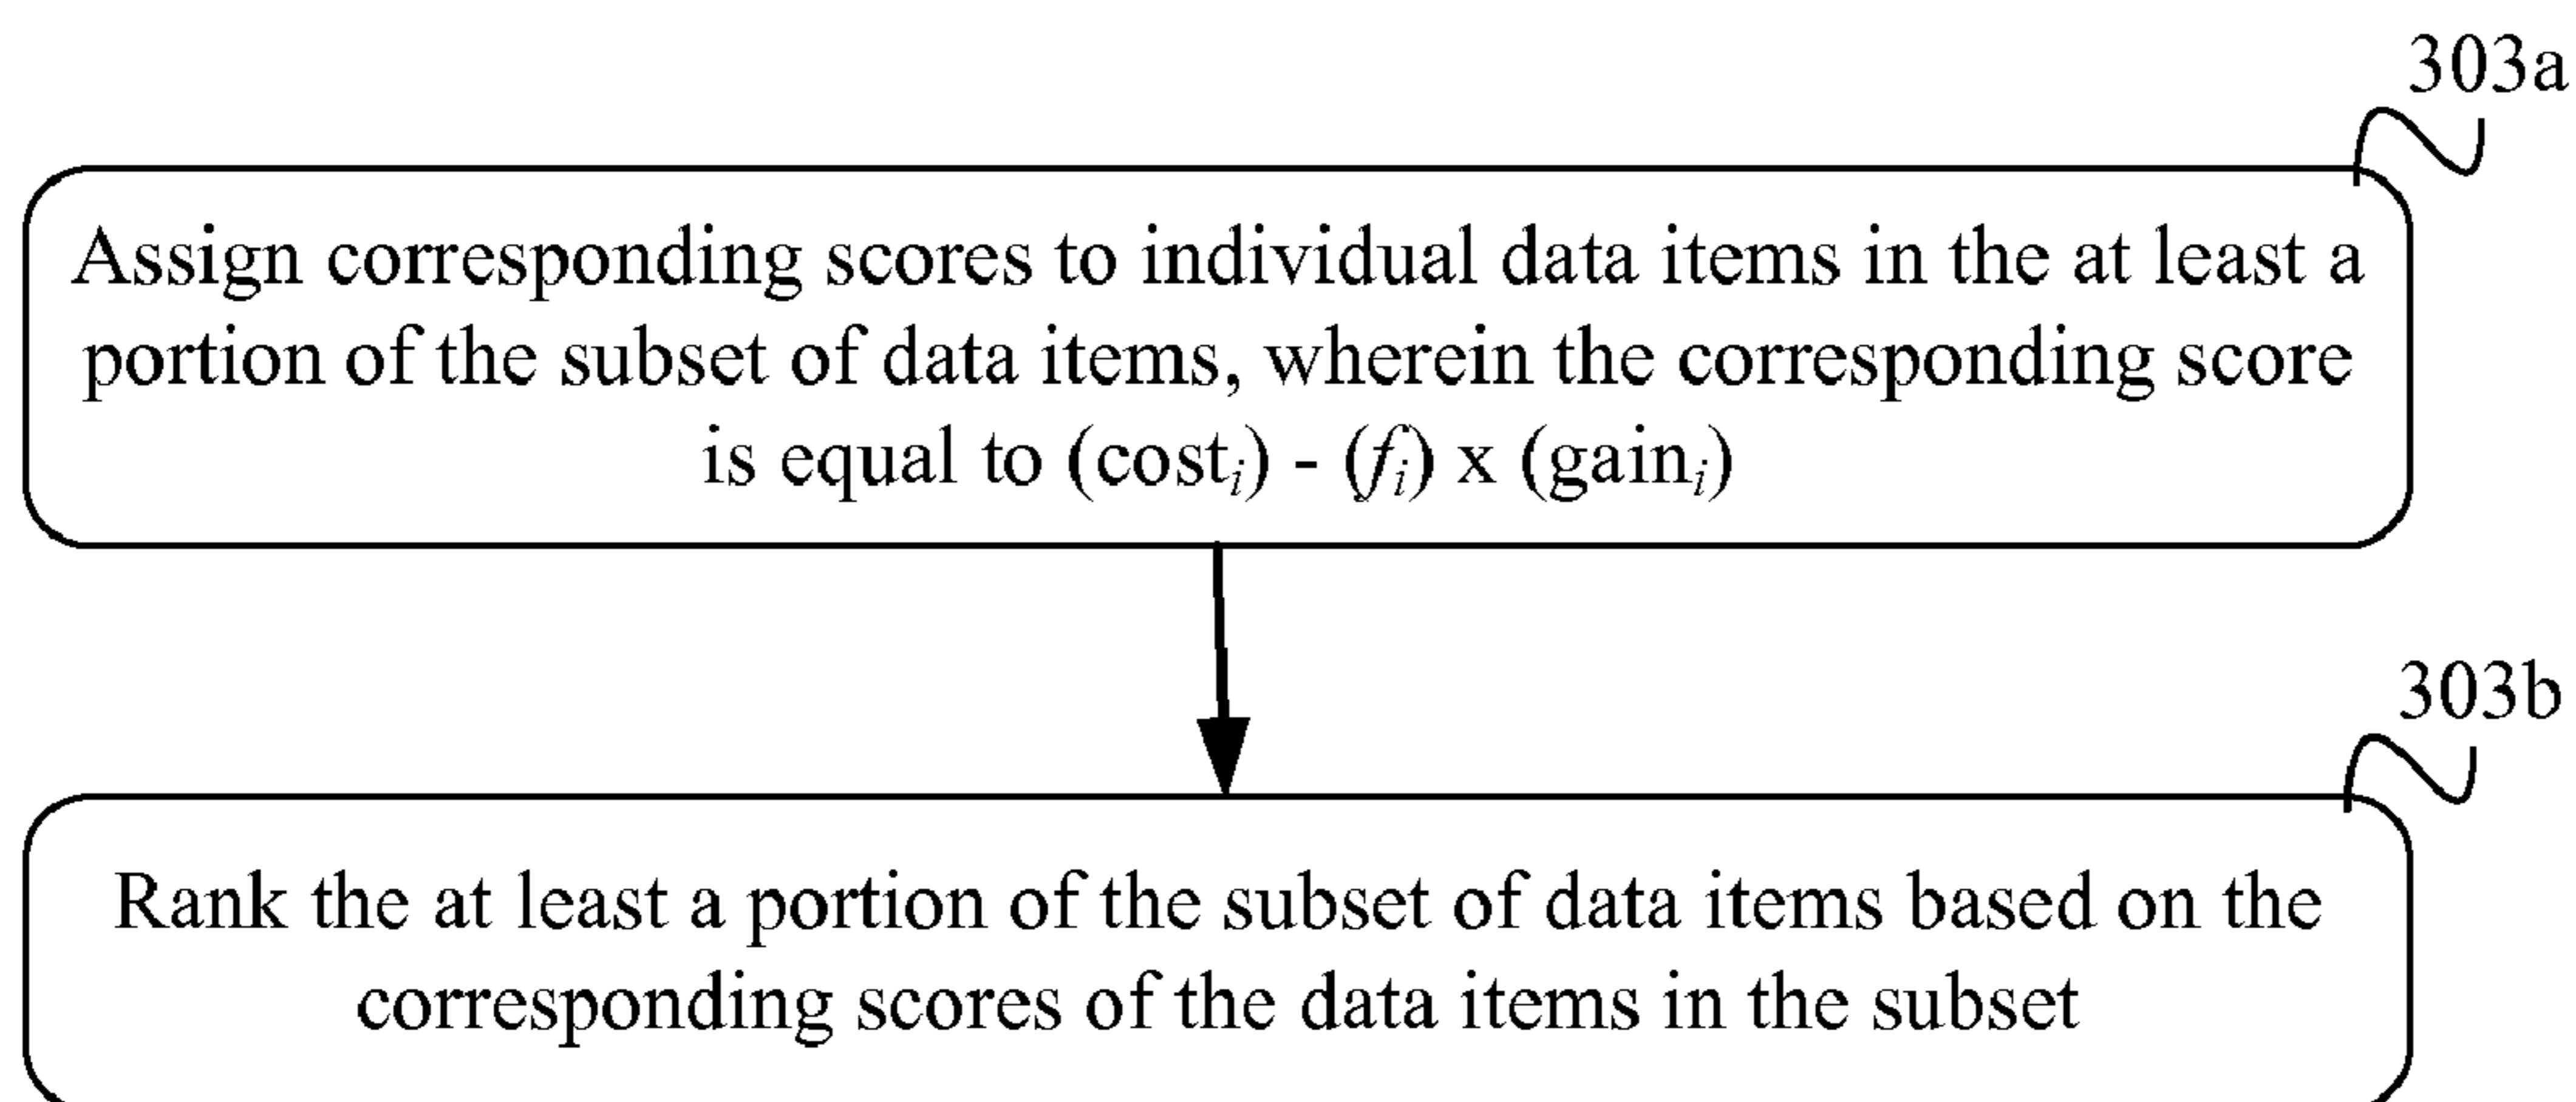 303a
Assign corresponding scores to individual data items in the at least a
portion of the subset of data items, wherein the corresponding score
is equal to (costᵢ) - (fᵢ) x (gainᵢ)
303b
Rank the at least a portion of the subset of data items based on the
corresponding scores of the data items in the subset